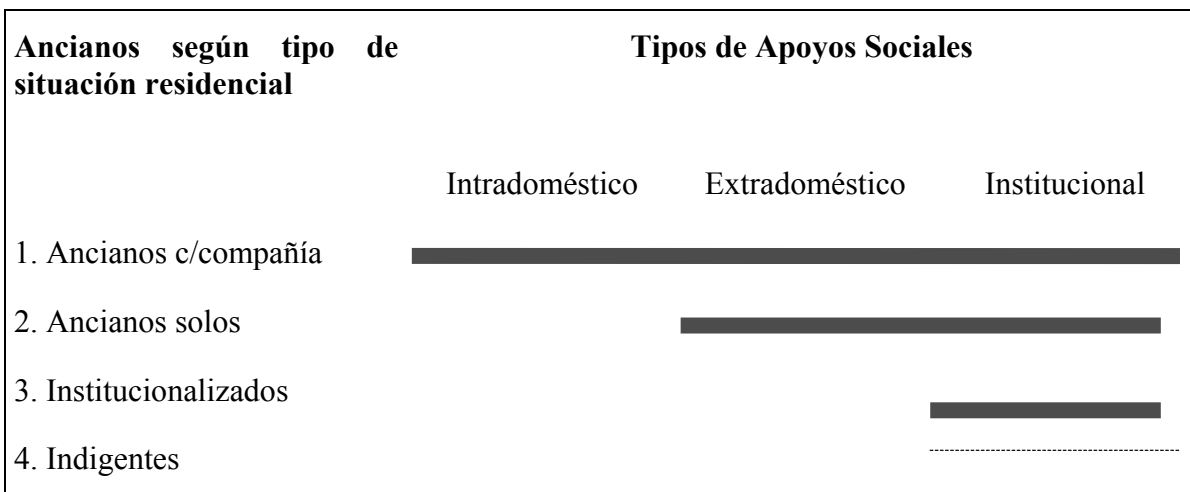 Ancianos según tipo de
situación residencial
Tipos de Apoyos Sociales
Intradoméstico Extradoméstico Institucional
1. Ancianos c/compañía
2. Ancianos solos
3. Institucionalizados
4. Indigentes